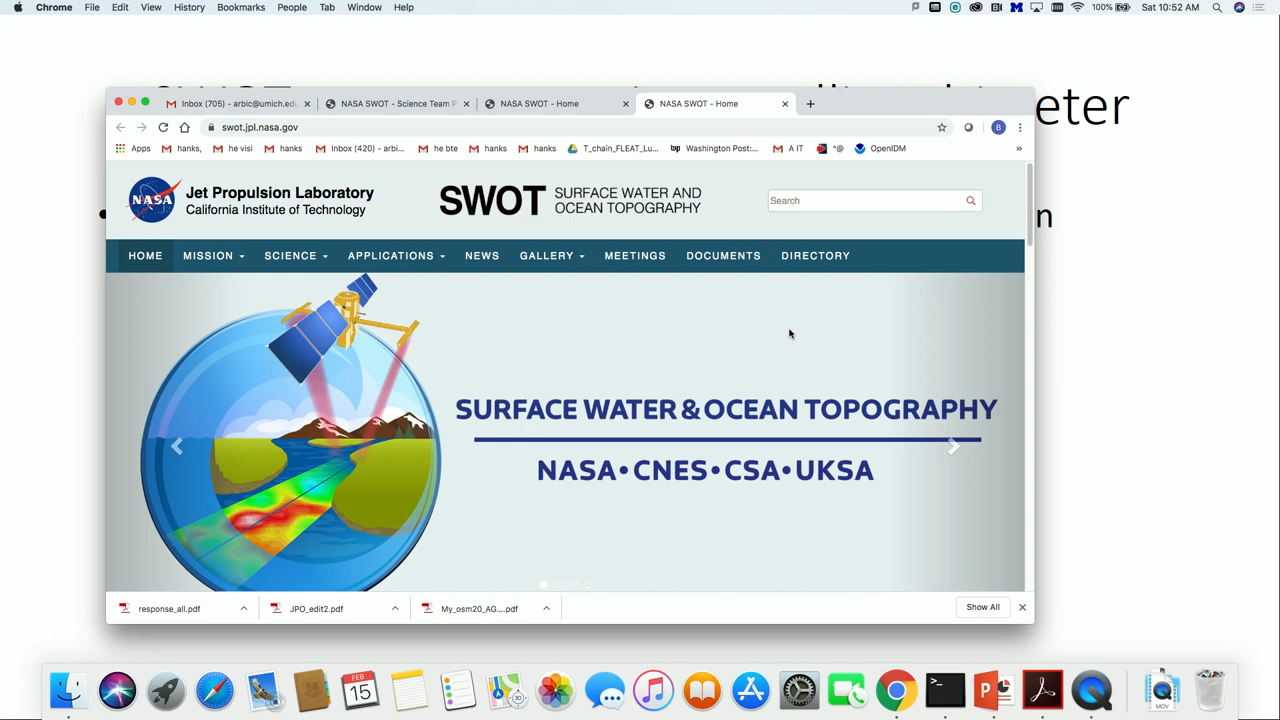 Chrome File Edit View History Bookmarks People Tab Window Help 100% Sat 10:52 AM
eter
Inbox (705) - arbic@umich.ed NASA SWOT - Science Team P NASA SWOT - Home NASA SWOT - Home
swot.jpl.nasa.gov B
Apps hanks, he visi hanks Inbox (420) - arbi... he bte hanks hanks T_chain_FLEAT_Lu... Washington Post:... A IT ^@ OpenIDM »
NASA Jet Propulsion Laboratory
California Institute of Technology
SWOT SURFACE WATER AND
OCEAN TOPOGRAPHY
Search
n
HOME MISSION SCIENCE APPLICATIONS NEWS GALLERY MEETINGS DOCUMENTS DIRECTORY
SURFACE WATER & OCEAN TOPOGRAPHY
NASA • CNES • CSA • UKSA
response_all.pdf JPO_edit2.pdf My_osm20_AG....pdf Show All
FEB
15
3D
MOV